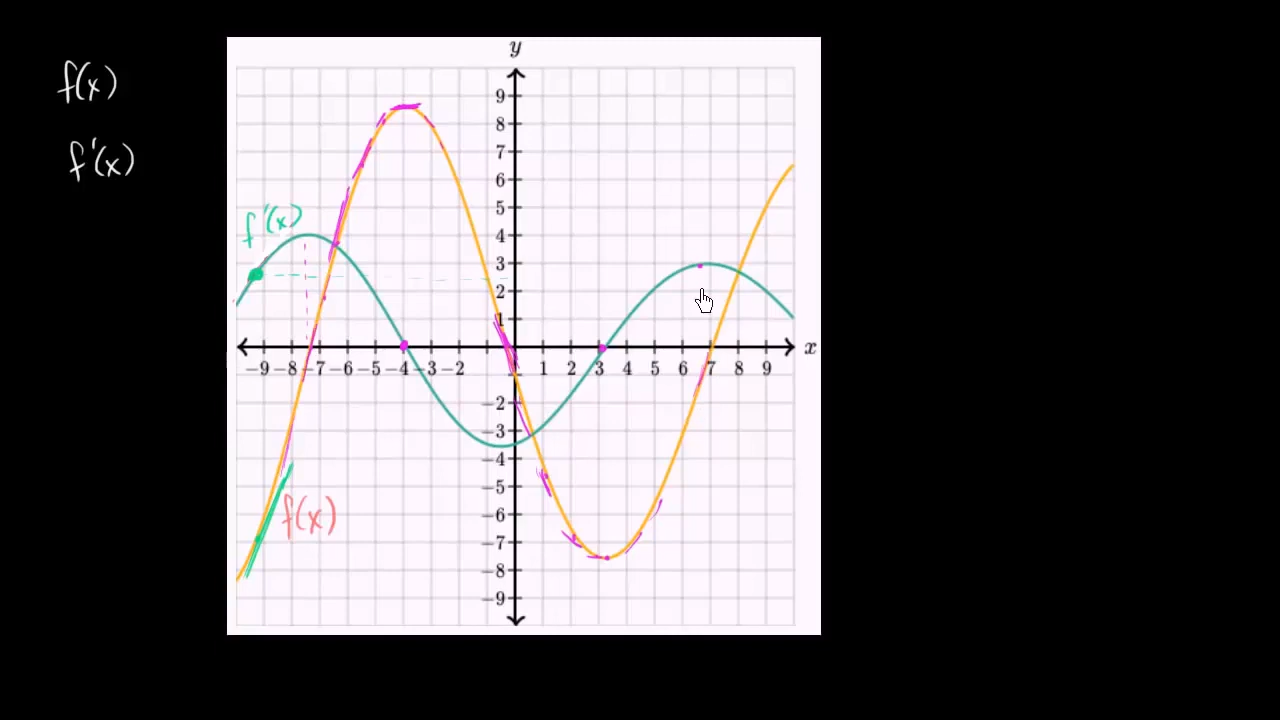 f(x)
f'(x)
y
9
8
7
6
5
4
3
2
1
f'(x)
x
−9 −8 −7 −6 −5 −4 −3 −2 1 2 3 4 5 6 7 8 9
−2
−3
−4
−5
f(x)
−6
−7
−8
−9